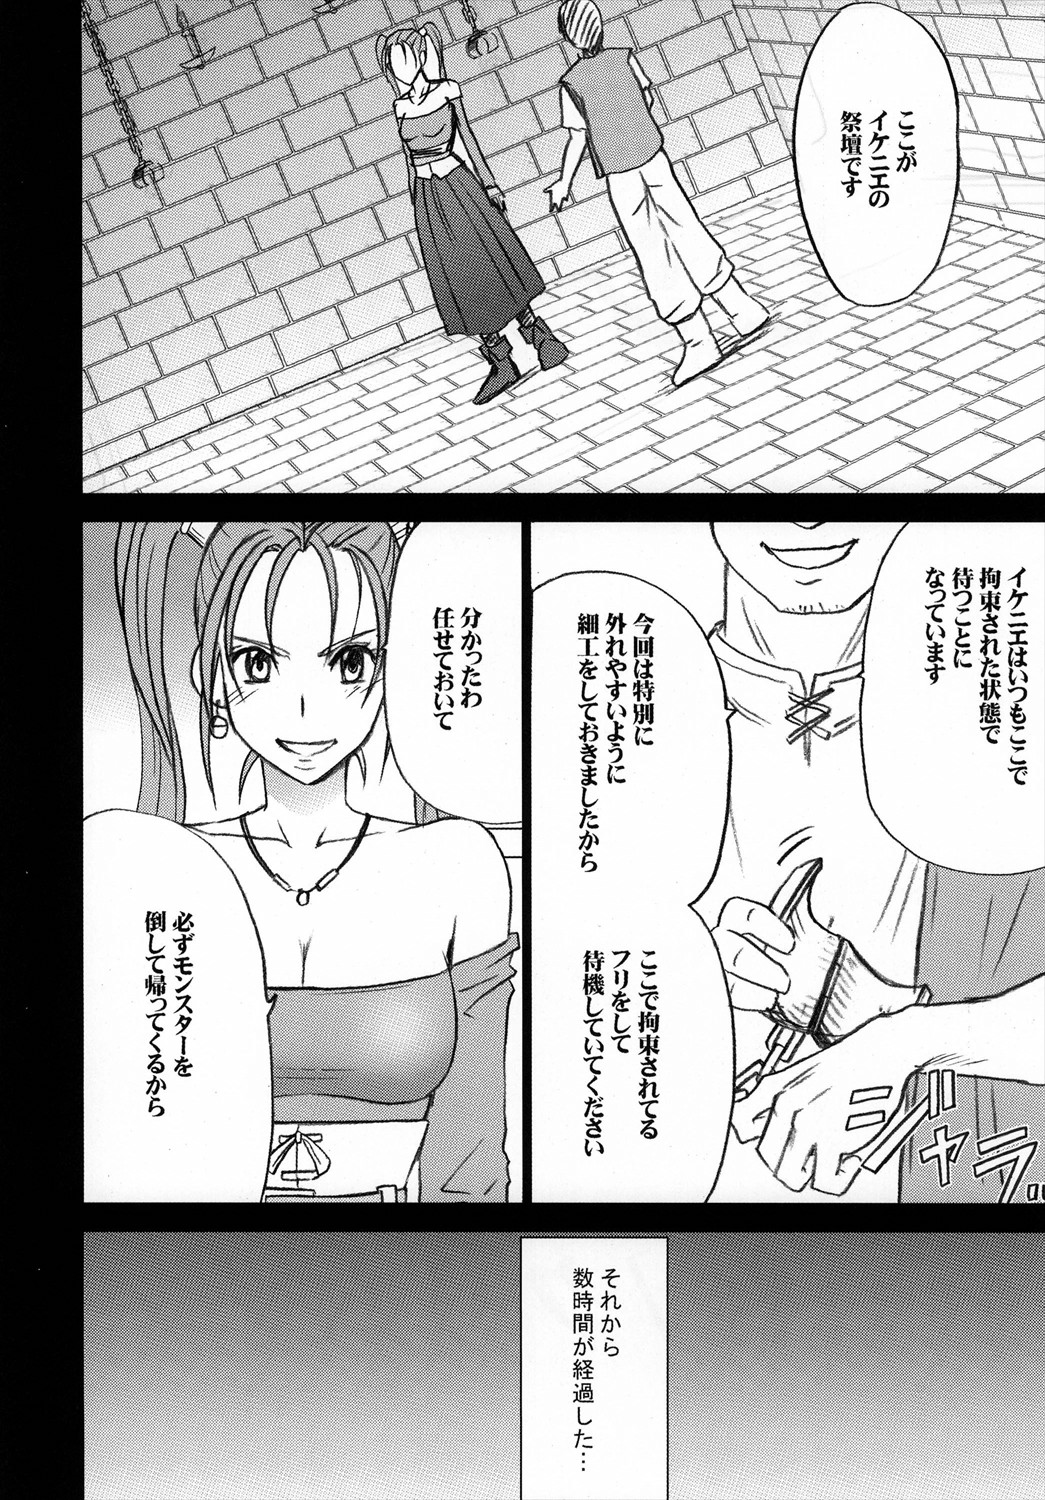 ここが
イケニエの
祭壇です
イケニエはいつもここで
拘束された状態で
待つことに
なっています
今回は特別に
外れやすいように
細工をしておきましたから
ここで拘束されてる
フリをして
待機していてください
ジャラッ
分かったわ
任せておいて
必ずモンスターを
倒して帰ってくるから
それから
数時間が経過した…